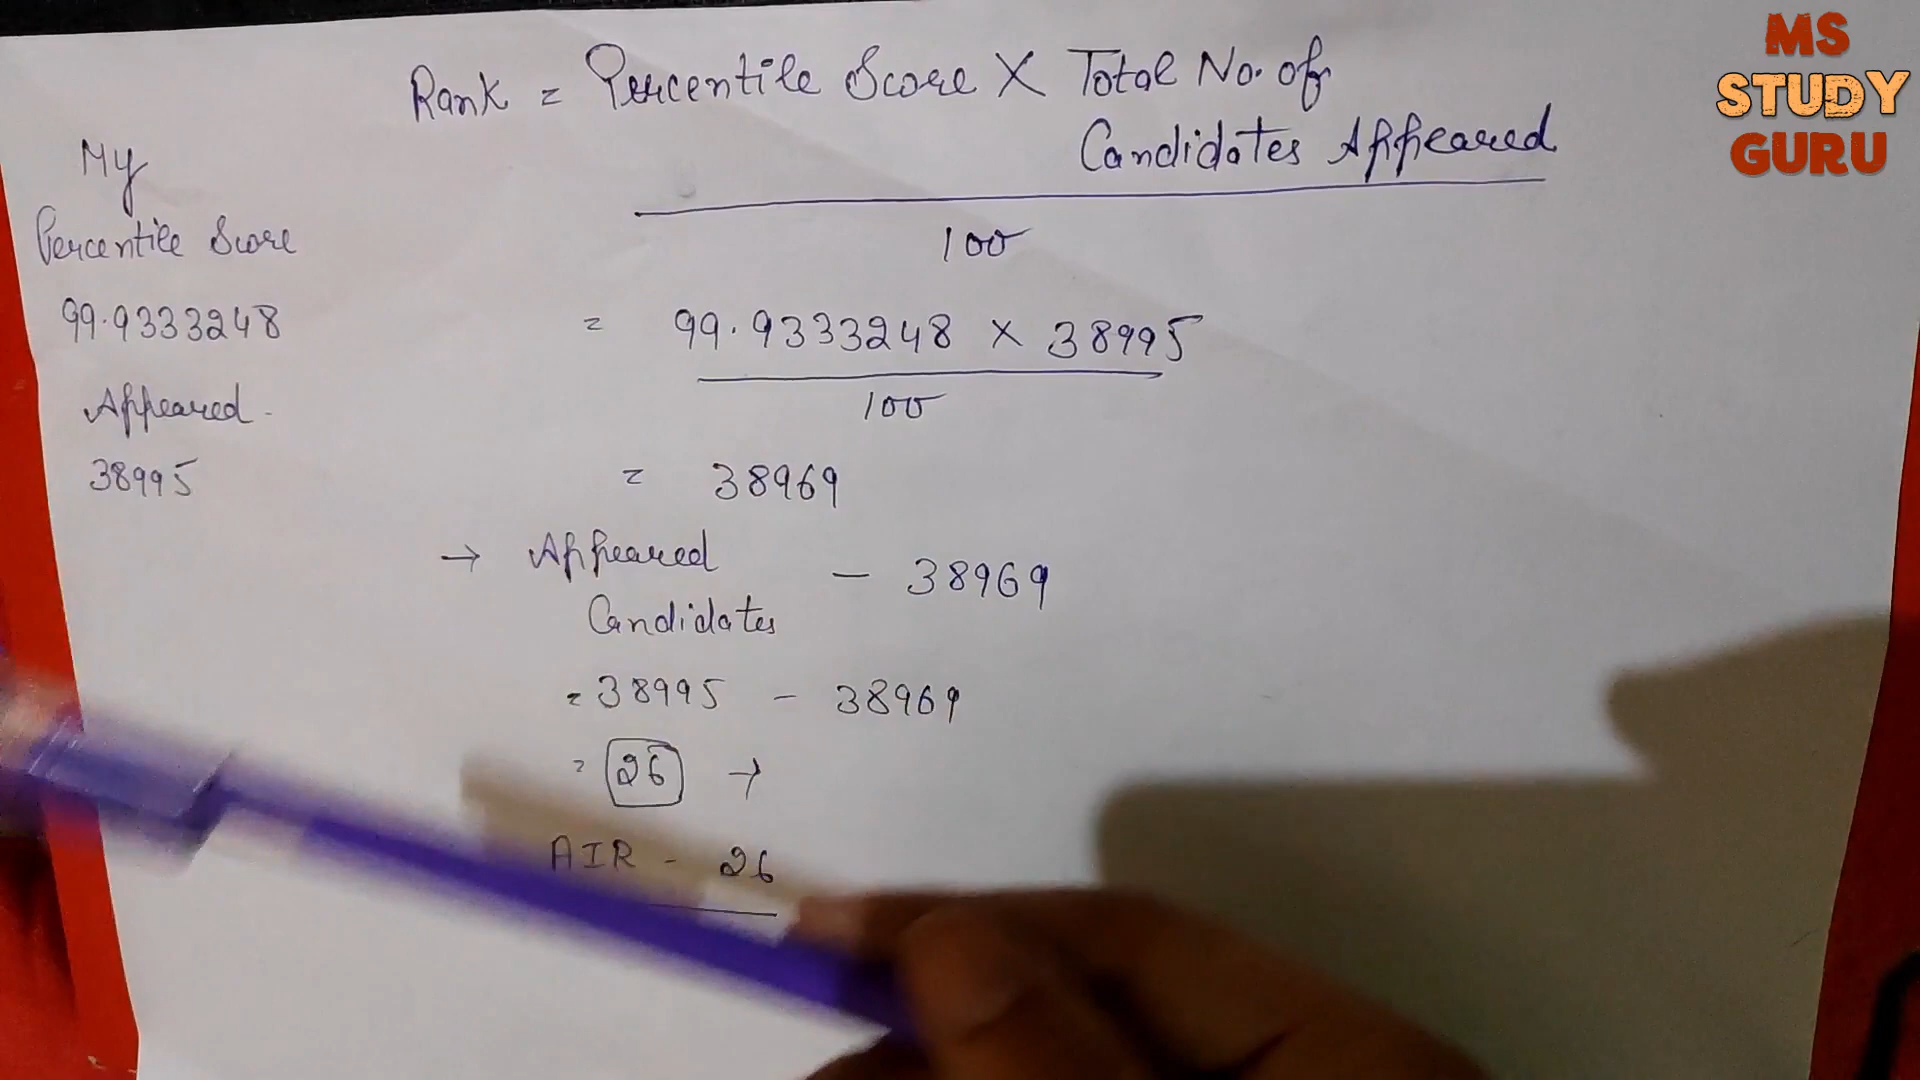 MS
STUDY
GURU
Rank = Percentile Score X Total No. of
Candidates Appeared
100
My
Percentile Score
99.9333248
Appeared -
38995
= 99.9333248 X 38995
100
= 38969
→ Appeared
Candidates - 38969
= 38995 - 38969
= 26 →
AIR - 26